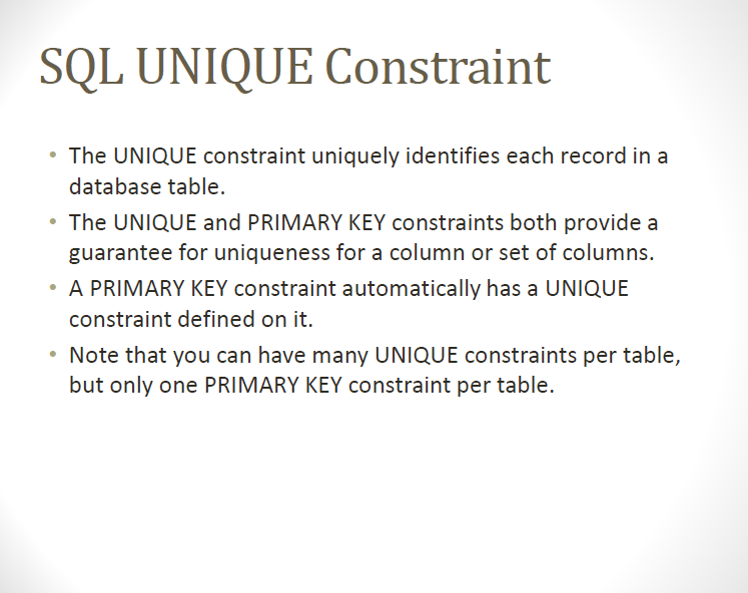 SQL UNIQUE Constraint
• The UNIQUE constraint uniquely identifies each record in a
database table.
• The UNIQUE and PRIMARY KEY constraints both provide a
guarantee for uniqueness for a column or set of columns.
• A PRIMARY KEY constraint automatically has a UNIQUE
constraint defined on it.
• Note that you can have many UNIQUE constraints per table,
but only one PRIMARY KEY constraint per table.